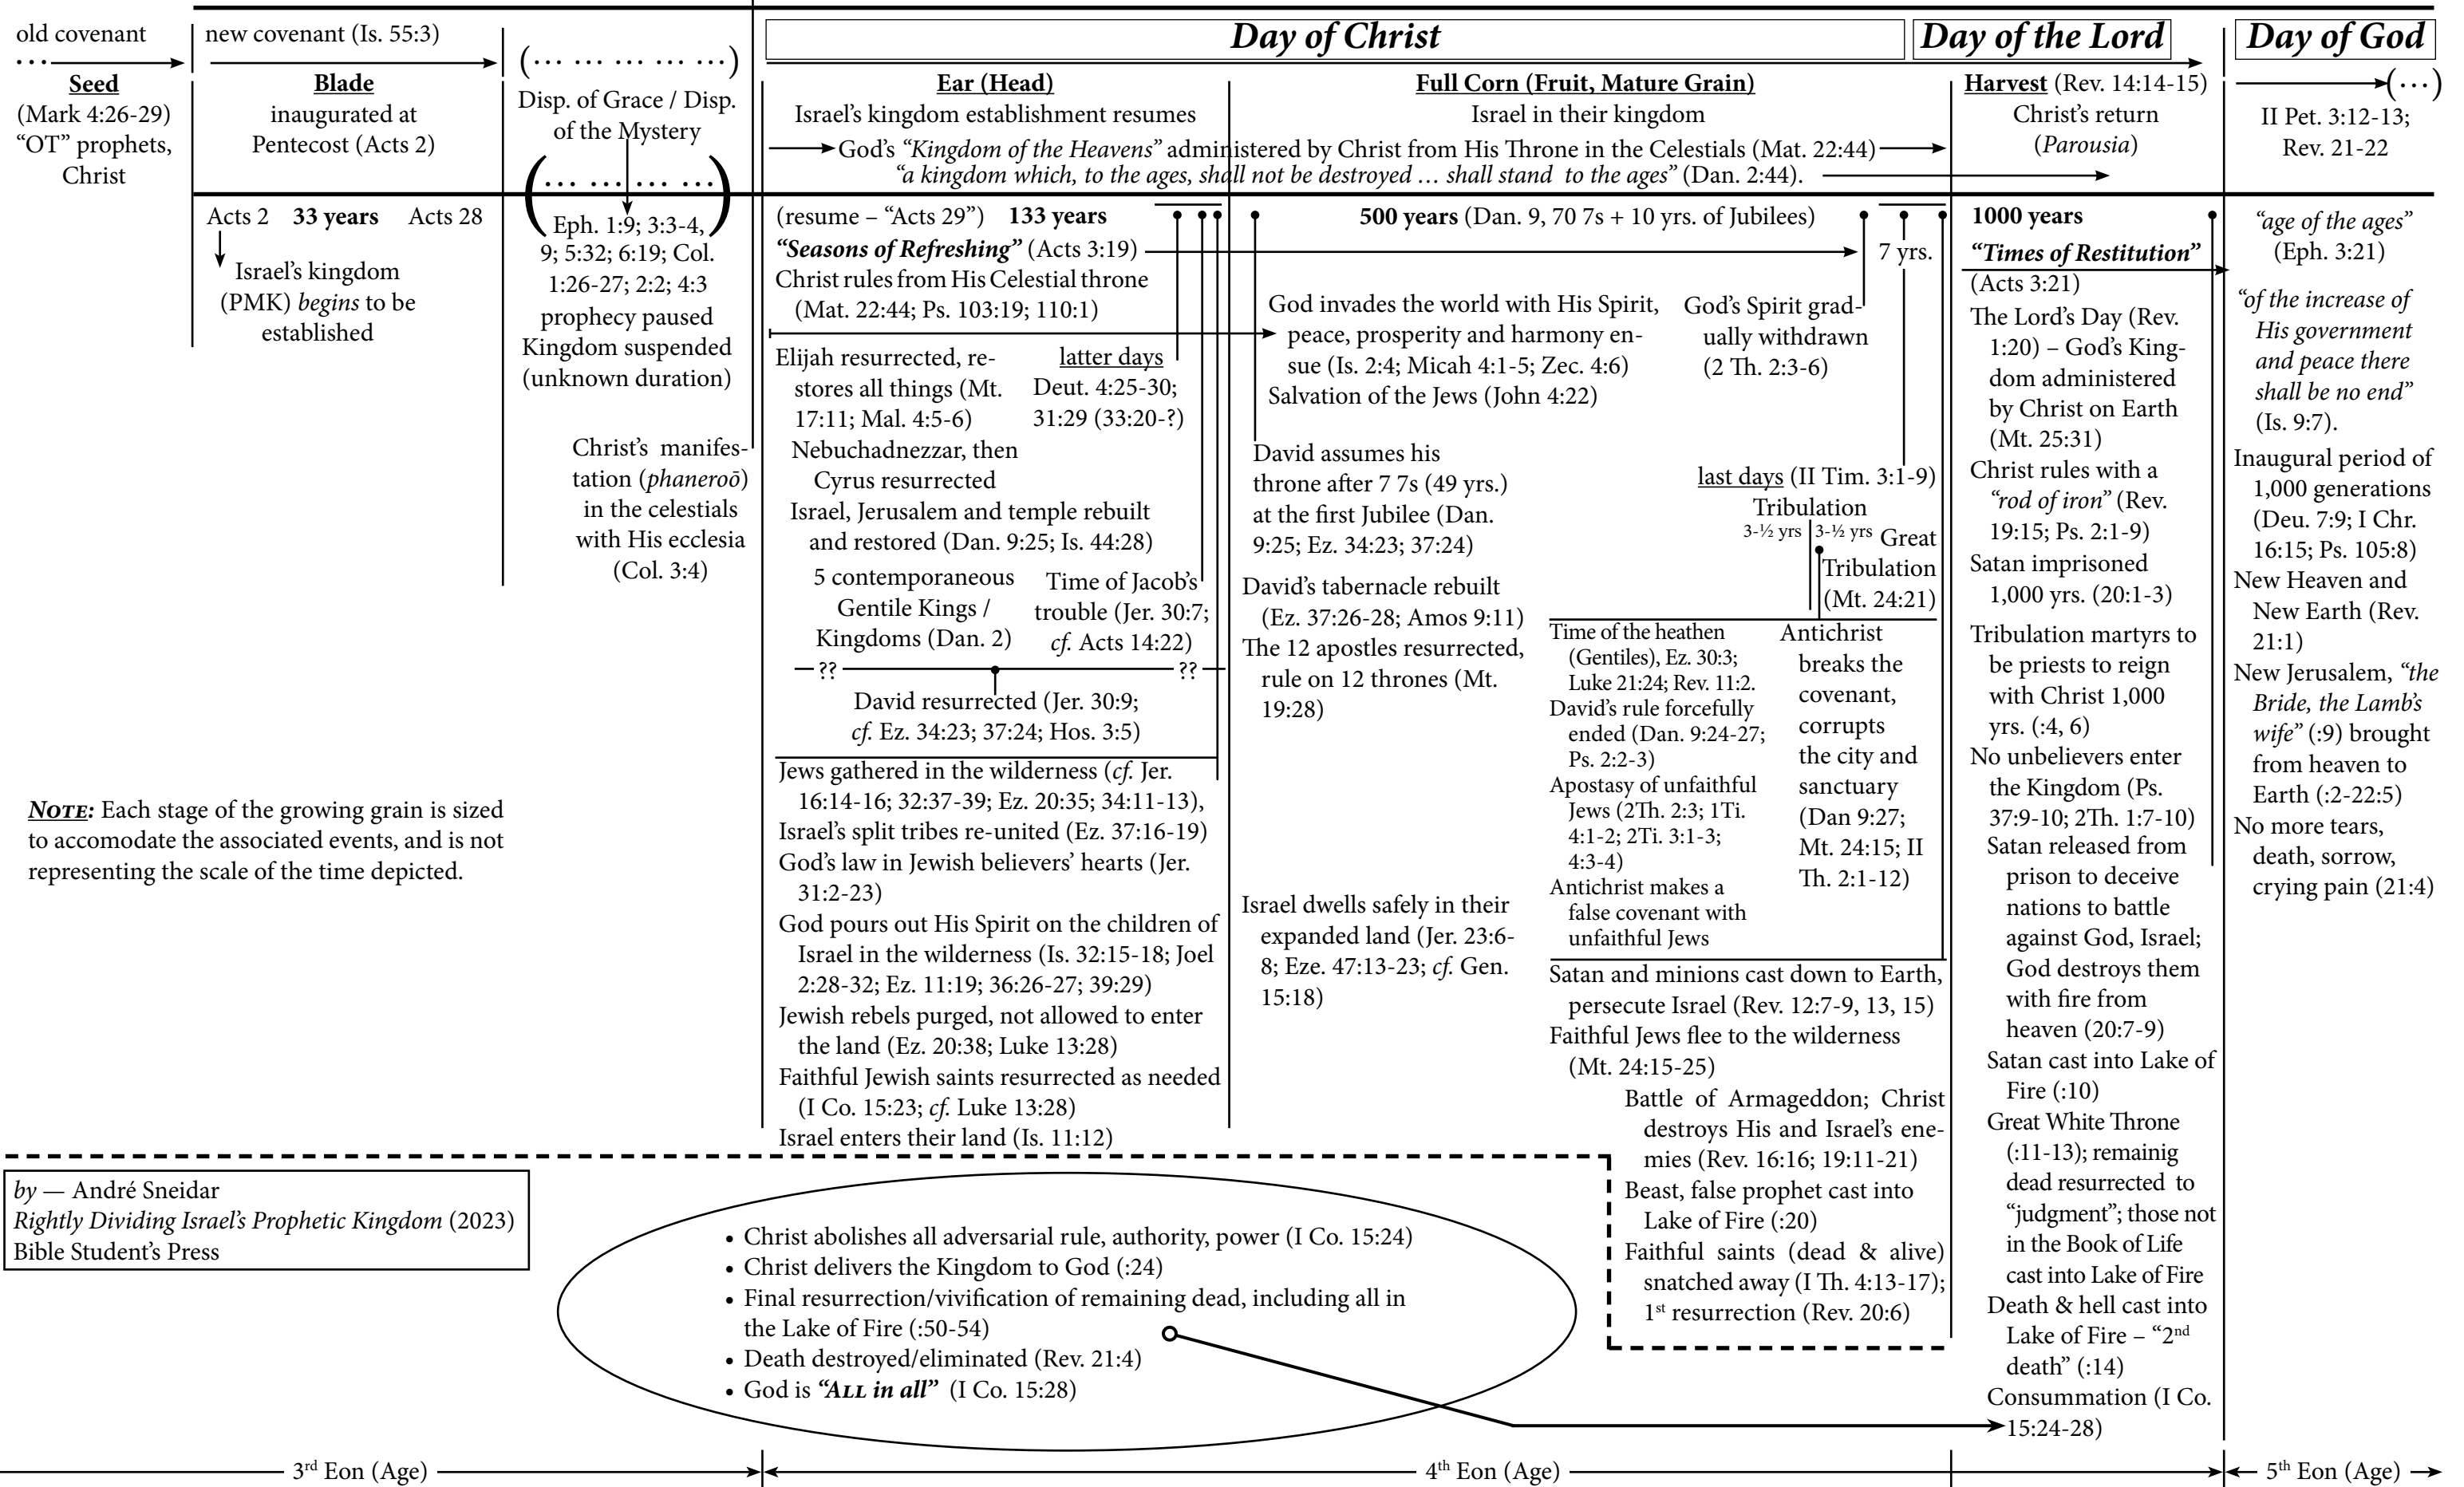 old covenant
...
Seed
(Mark 4:26-29)
“OT” prophets,
Christ
new covenant (Is. 55:3)
Blade
inaugurated at
Pentecost (Acts 2)
Acts 2 33 years Acts 28
Israel’s kingdom
(PMK) begins to be
established
(... ... ... ... ...)
Disp. of Grace / Disp.
of the Mystery
(... ... ... ...)
Eph. 1:9; 3:3-4,
9; 5:32; 6:19; Col.
1:26-27; 2:2; 4:3
prophecy paused
Kingdom suspended
(unknown duration)
Christ’s manifes-
tation (phaneroō)
in the celestials
with His ecclesia
(Col. 3:4)
NOTE: Each stage of the growing grain is sized
to accomodate the associated events, and is not
representing the scale of the time depicted.
Day of Christ
Ear (Head)
Israel’s kingdom establishment resumes
Full Corn (Fruit, Mature Grain)
Israel in their kingdom
God’s “Kingdom of the Heavens” administered by Christ from His Throne in the Celestials (Mat. 22:44)
“a kingdom which, to the ages, shall not be destroyed ... shall stand to the ages” (Dan. 2:44).
(resume – “Acts 29”) 133 years
“Seasons of Refreshing” (Acts 3:19)
Christ rules from His Celestial throne
(Mat. 22:44; Ps. 103:19; 110:1)
Elijah resurrected, re-
stores all things (Mt.
17:11; Mal. 4:5-6)
latter days
Deut. 4:25-30;
31:29 (33:20-?)
Nebuchadnezzar, then
Cyrus resurrected
Israel, Jerusalem and temple rebuilt
and restored (Dan. 9:25; Is. 44:28)
5 contemporaneous
Gentile Kings /
Kingdoms (Dan. 2)
Time of Jacob’s
trouble (Jer. 30:7;
cf. Acts 14:22)
?? ??
David resurrected (Jer. 30:9;
cf. Ez. 34:23; 37:24; Hos. 3:5)
Jews gathered in the wilderness (cf. Jer.
16:14-16; 32:37-39; Ez. 20:35; 34:11-13),
Israel’s split tribes re-united (Ez. 37:16-19)
God’s law in Jewish believers’ hearts (Jer.
31:2-23)
God pours out His Spirit on the children of
Israel in the wilderness (Is. 32:15-18; Joel
2:28-32; Ez. 11:19; 36:26-27; 39:29)
Jewish rebels purged, not allowed to enter
the land (Ez. 20:38; Luke 13:28)
Faithful Jewish saints resurrected as needed
(I Co. 15:23; cf. Luke 13:28)
Israel enters their land (Is. 11:12)
500 years (Dan. 9, 70 7s + 10 yrs. of Jubilees)
7 yrs.
God invades the world with His Spirit,
peace, prosperity and harmony en-
sue (Is. 2:4; Micah 4:1-5; Zec. 4:6)
Salvation of the Jews (John 4:22)
God’s Spirit grad-
ually withdrawn
(2 Th. 2:3-6)
David assumes his
throne after 7 7s (49 yrs.)
at the first Jubilee (Dan.
9:25; Ez. 34:23; 37:24)
David’s tabernacle rebuilt
(Ez. 37:26-28; Amos 9:11)
The 12 apostles resurrected,
rule on 12 thrones (Mt.
19:28)
Israel dwells safely in their
expanded land (Jer. 23:6-
8; Eze. 47:13-23; cf. Gen.
15:18)
last days (II Tim. 3:1-9)
Tribulation
3-½ yrs 3-½ yrs Great
Tribulation
(Mt. 24:21)
Time of the heathen
(Gentiles), Ez. 30:3;
Luke 21:24; Rev. 11:2.
David’s rule forcefully
ended (Dan. 9:24-27;
Ps. 2:2-3)
Apostasy of unfaithful
Jews (2Th. 2:3; 1Ti.
4:1-2; 2Ti. 3:1-3;
4:3-4)
Antichrist makes a
false covenant with
unfaithful Jews
Antichrist
breaks the
covenant,
corrupts
the city and
sanctuary
(Dan 9:27;
Mt. 24:15; II
Th. 2:1-12)
Satan and minions cast down to Earth,
persecute Israel (Rev. 12:7-9, 13, 15)
Faithful Jews flee to the wilderness
(Mt. 24:15-25)
Battle of Armageddon; Christ
destroys His and Israel’s ene-
mies (Rev. 16:16; 19:11-21)
Beast, false prophet cast into
Lake of Fire (:20)
Faithful saints (dead & alive)
snatched away (I Th. 4:13-17);
1st resurrection (Rev. 20:6)
Day of the Lord
Harvest (Rev. 14:14-15)
Christ’s return
(Parousia)
1000 years
“Times of Restitution”
(Acts 3:21)
The Lord’s Day (Rev.
1:20) – God’s King-
dom administered
by Christ on Earth
(Mt. 25:31)
Christ rules with a
“rod of iron” (Rev.
19:15; Ps. 2:1-9)
Satan imprisoned
1,000 yrs. (20:1-3)
Tribulation martyrs to
be priests to reign
with Christ 1,000
yrs. (:4, 6)
No unbelievers enter
the Kingdom (Ps.
37:9-10; 2Th. 1:7-10)
Satan released from
prison to deceive
nations to battle
against God, Israel;
God destroys them
with fire from
heaven (20:7-9)
Satan cast into Lake of
Fire (:10)
Great White Throne
(:11-13); remainig
dead resurrected to
“judgment”; those not
in the Book of Life
cast into Lake of Fire
Death & hell cast into
Lake of Fire – “2nd
death” (:14)
Consummation (I Co.
15:24-28)
Day of God
(...)
II Pet. 3:12-13;
Rev. 21-22
“age of the ages”
(Eph. 3:21)
“of the increase of
His government
and peace there
shall be no end”
(Is. 9:7).
Inaugural period of
1,000 generations
(Deu. 7:9; I Chr.
16:15; Ps. 105:8)
New Heaven and
New Earth (Rev.
21:1)
New Jerusalem, “the
Bride, the Lamb’s
wife” (:9) brought
from heaven to
Earth (:2-22:5)
No more tears,
death, sorrow,
crying pain (21:4)
by — André Sneidar
Rightly Dividing Israel’s Prophetic Kingdom (2023)
Bible Student’s Press
• Christ abolishes all adversarial rule, authority, power (I Co. 15:24)
• Christ delivers the Kingdom to God (:24)
• Final resurrection/vivification of remaining dead, including all in
the Lake of Fire (:50-54)
• Death destroyed/eliminated (Rev. 21:4)
• God is “ALL in all” (I Co. 15:28)
3rd Eon (Age)
4th Eon (Age)
5th Eon (Age)